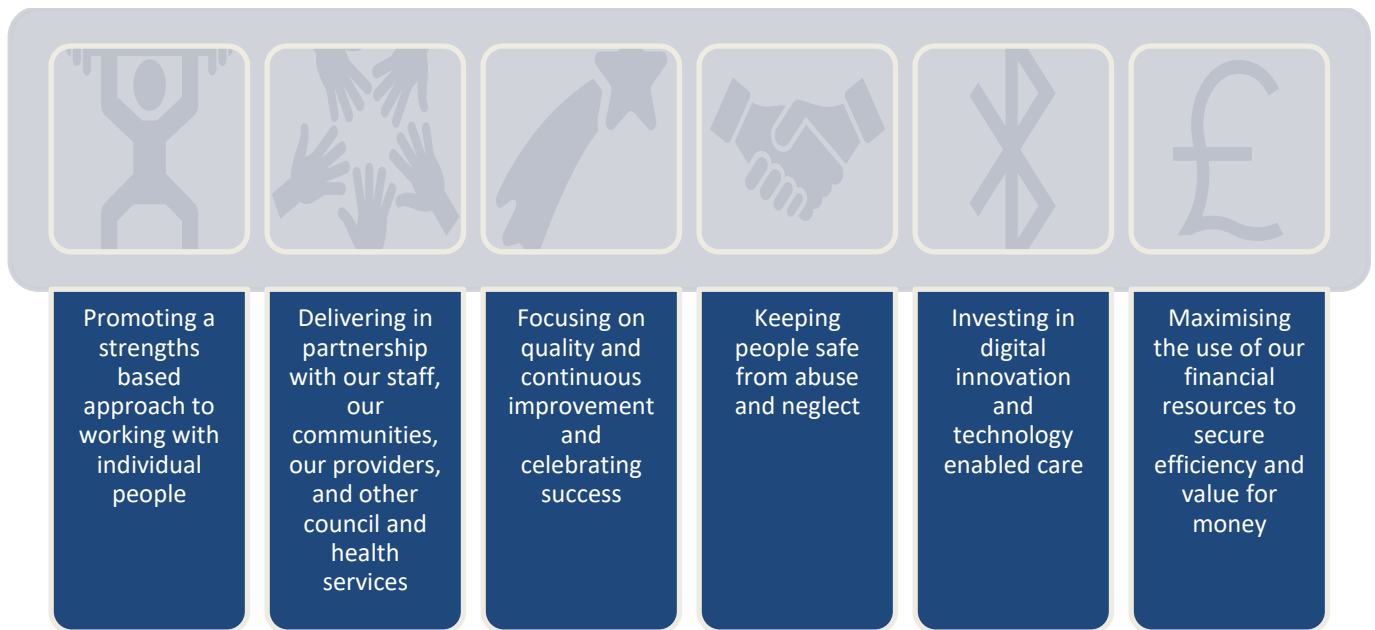 Promoting a
strengths
based
approach to
working with
individual
people
Delivering in
partnership
with our staff,
our
communities,
our providers,
and other
council and
health
services
Focusing on
quality and
continuous
improvement
and
celebrating
success
Keeping
people safe
from abuse
and neglect
Investing in
digital
innovation
and
technology
enabled care
Maximising
the use of our
financial
resources to
secure
efficiency and
value for
money